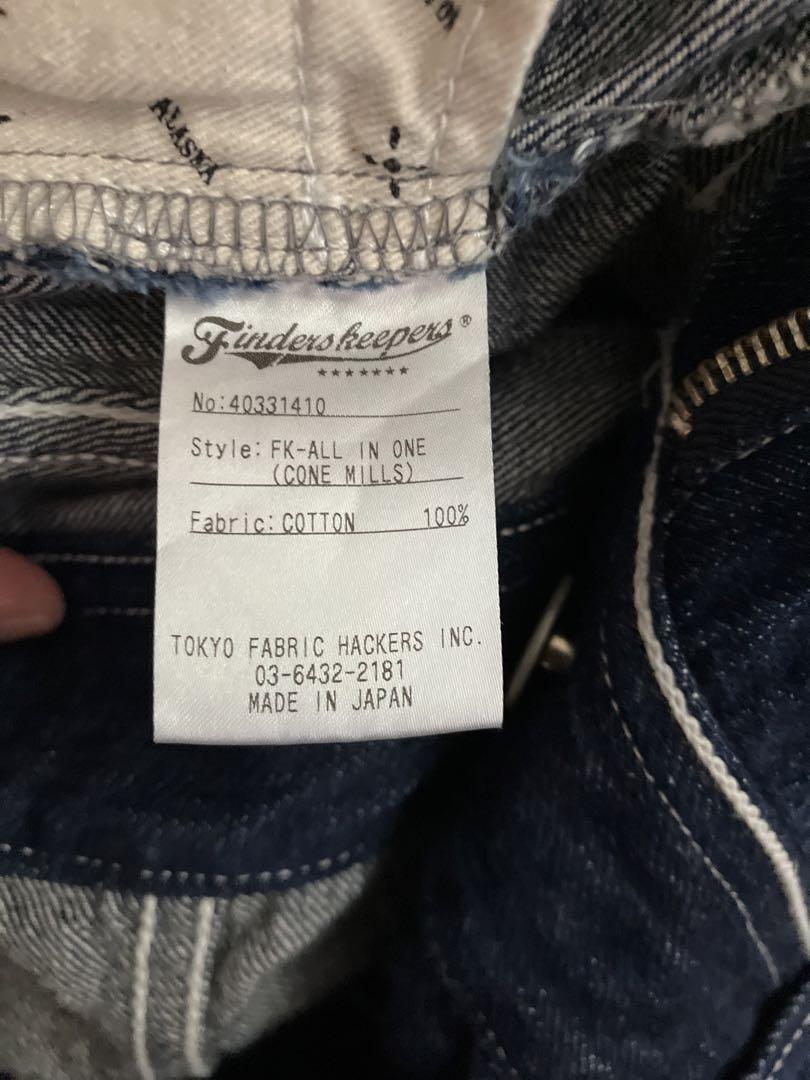 ALASKA
Finderskeepers®
No:40331410
Style: FK-ALL IN ONE
(CONE MILLS)
Fabric: COTTON 100%
TOKYO FABRIC HACKERS INC.
03-6432-2181
MADE IN JAPAN